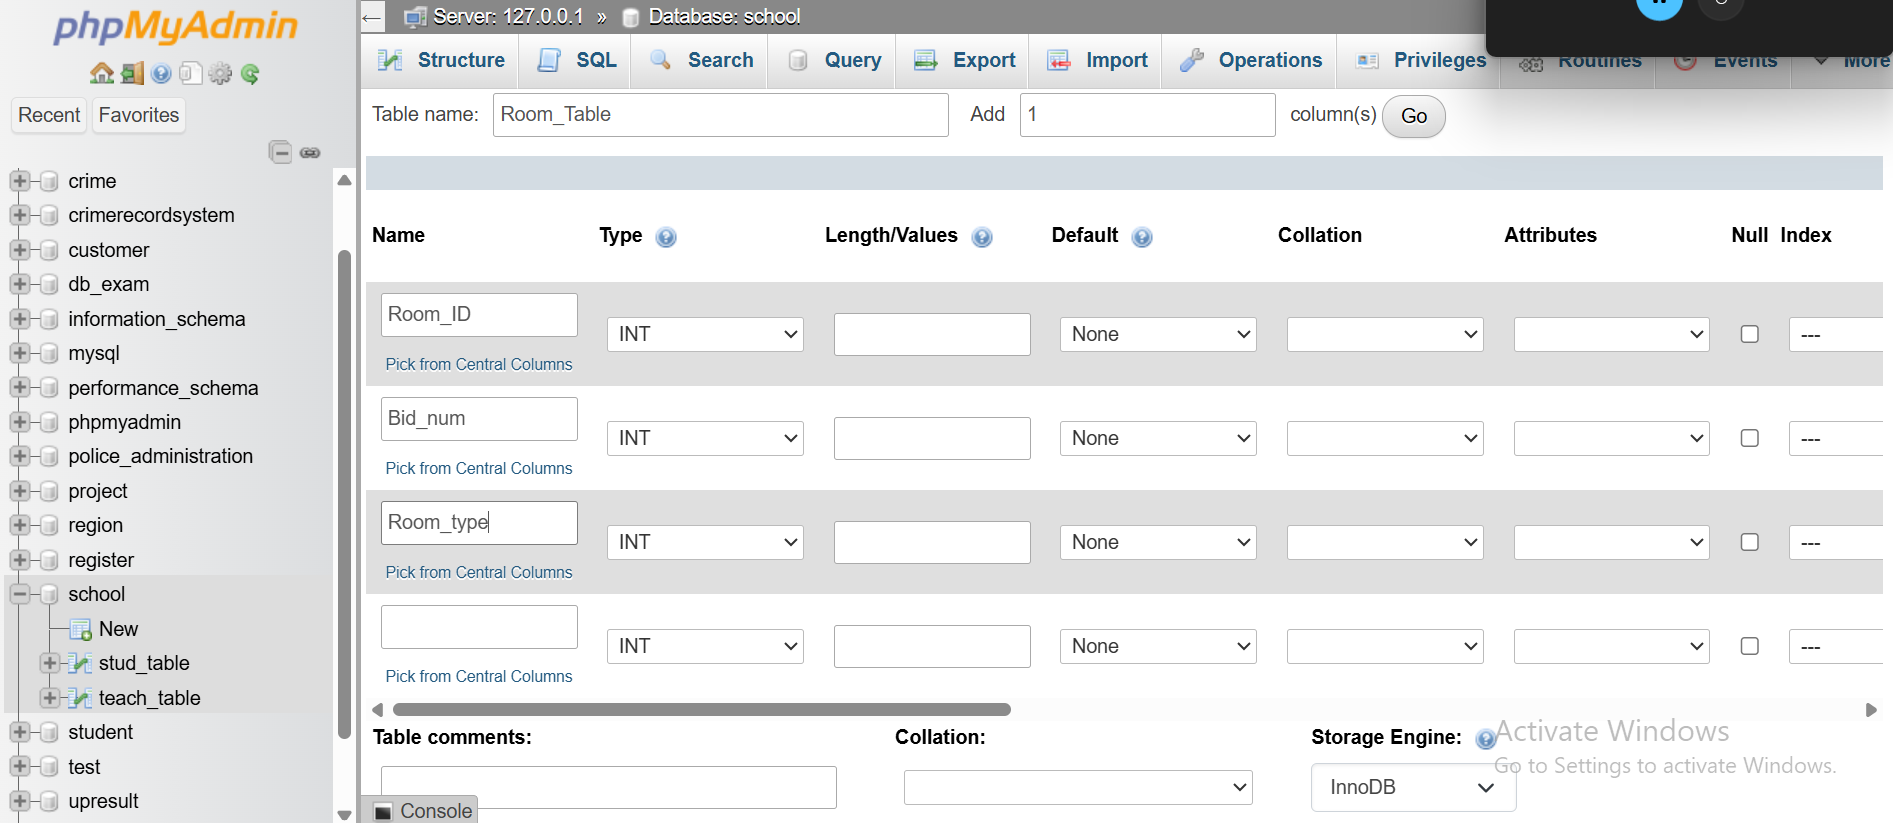 phpMyAdmin
Recent Favorites
crime
crimerecordsystem
customer
db_exam
information_schema
mysql
performance_schema
phpmyadmin
police_administration
project
region
register
school
New
stud_table
teach_table
student
test
upresult
Server: 127.0.0.1 » Database: school
Structure SQL Search Query Export Import Operations Privileges Routines Events More
Table name: Room_Table Add 1 column(s) Go
Name Type Length/Values Default Collation Attributes Null Index
Room_ID INT None ---
Pick from Central Columns
Bid_num INT None ---
Pick from Central Columns
Room_type INT None ---
Pick from Central Columns
INT None ---
Pick from Central Columns
Table comments: Collation: Storage Engine:
InnoDB
Console
Activate Windows
Go to Settings to activate Windows.